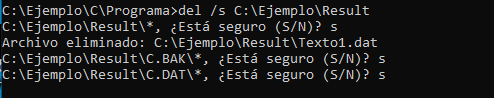 C:\Ejemplo\C\Programa>del /s C:\Ejemplo\Result
C:\Ejemplo\Result\*, ¿Está seguro (S/N)? s
Archivo eliminado: C:\Ejemplo\Result\Texto1.dat
C:\Ejemplo\Result\C.BAK\*, ¿Está seguro (S/N)? s
C:\Ejemplo\Result\C.DAT\*, ¿Está seguro (S/N)? s